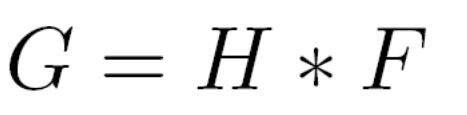 G = H * F